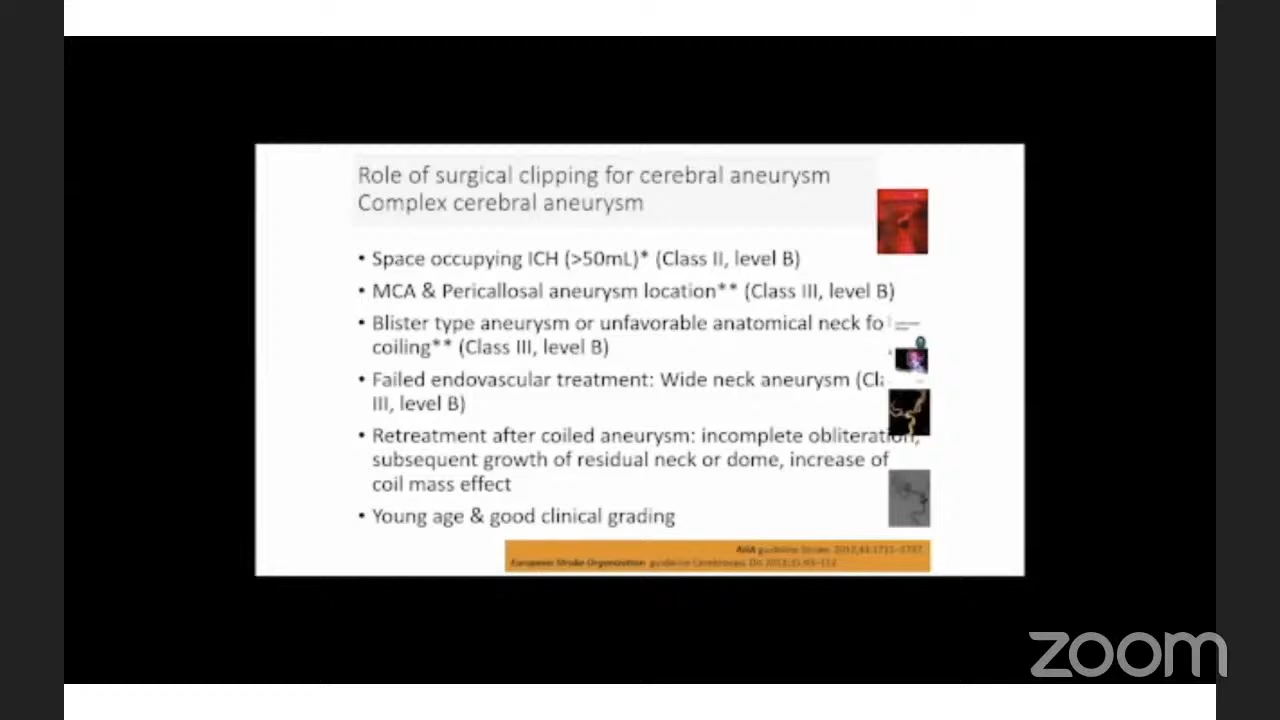 Role of surgical clipping for cerebral aneurysm
Complex cerebral aneurysm
• Space occupying ICH (>50mL)* (Class II, level B)
• MCA & Pericallosal aneurysm location** (Class III, level B)
• Blister type aneurysm or unfavorable anatomical neck fo
coiling** (Class III, level B)
• Failed endovascular treatment: Wide neck aneurysm (Cl
III, level B)
• Retreatment after coiled aneurysm: incomplete obliteration,
subsequent growth of residual neck or dome, increase of
coil mass effect
• Young age & good clinical grading
AHA guideline Stroke.
European Stroke Organization guideline
zoom